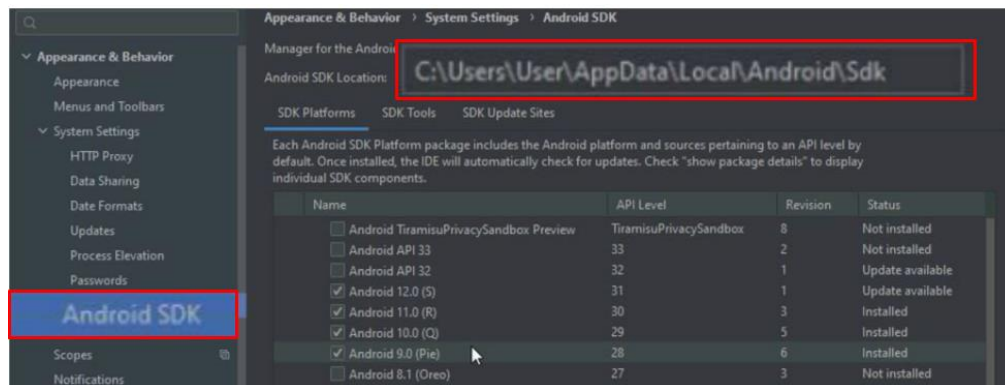 Appearance & Behavior
Appearance
Menus and Toolbars
System Settings
HTTP Proxy
Data Sharing
Date Formats
Updates
Process Elevation
Passwords
Android SDK
Scopes
Notifications
Appearance & Behavior › System Settings › Android SDK
Manager for the Android
Android SDK Location: C:\Users\User\AppData\Local\Android\Sdk
SDK Platforms SDK Tools SDK Update Sites
Each Android SDK Platform package includes the Android platform and sources pertaining to an API level by
default. Once installed, the IDE will automatically check for updates. Check "show package details" to display
individual SDK components.
Name API Level Revision Status
Android TiramisuPrivacySandbox Preview TiramisuPrivacySandbox 8 Not installed
Android API 33 33 2 Not installed
Android API 32 32 1 Update available
Android 12.0 (S) 31 1 Update available
Android 11.0 (R) 30 3 Installed
Android 10.0 (Q) 29 5 Installed
Android 9.0 (Pie) 28 6 Installed
Android 8.1 (Oreo) 27 3 Not installed